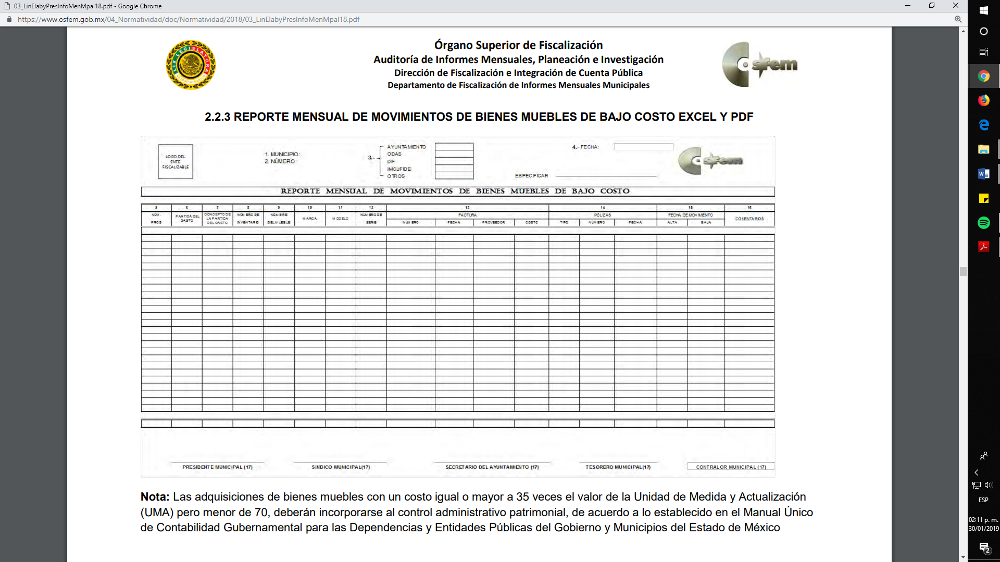 03_LinElabyPresInfoMenMpal18.pdf - Google Chrome
https://www.osfem.gob.mx/04_Normatividad/doc/Normatividad/2018/03_LinElabyPresInfoMenMpal18.pdf
LIX LEGISLATURA
Órgano Superior de Fiscalización
Auditoría de Informes Mensuales, Planeación e Investigación
Dirección de Fiscalización e Integración de Cuenta Pública
Departamento de Fiscalización de Informes Mensuales Municipales
osfem
2.2.3 REPORTE MENSUAL DE MOVIMIENTOS DE BIENES MUEBLES DE BAJO COSTO EXCEL Y PDF
LOGO DEL
ENTE
FISCALIZABLE
1. MUNICIPIO:
2. NÚMERO:
3.-
AYUNTAMIENTO
ODAS
DIF
IMCUFIDE
OTROS
4.- FECHA:
ESPECIFICAR
osfem
REPORTE MENSUAL DE MOVIMIENTOS DE BIENES MUEBLES DE BAJO COSTO
5 6 7 8 9 10 11 12 13 14 15 16
NÚM. PROG
PARTIDA DEL GASTO
CONCEPTO DE LA PARTIDA DEL GASTO
NÚMERO DE INVENTARIO
NOMBRE DEL MUEBLE
MARCA
MODELO
NÚMERO DE SERIE
FACTURA
NÚMERO FECHA PROVEEDOR COSTO
PÓLIZAS
TIPO NÚMERO FECHA
FECHA DE MOVIMIENTO
ALTA BAJA
COMENTARIOS
PRESIDENTE MUNICIPAL (17)
SINDICO MUNICIPAL(17)
SECRETARIO DEL AYUNTAMIENTO (17)
TESORERO MUNICIPAL(17)
CONTRALOR MUNICIPAL (17)
Nota: Las adquisiciones de bienes muebles con un costo igual o mayor a 35 veces el valor de la Unidad de Medida y Actualización
(UMA) pero menor de 70, deberán incorporarse al control administrativo patrimonial, de acuerdo a lo establecido en el Manual Único
de Contabilidad Gubernamental para las Dependencias y Entidades Públicas del Gobierno y Municipios del Estado de México
ESP
02:11 p. m.
30/01/2019
2